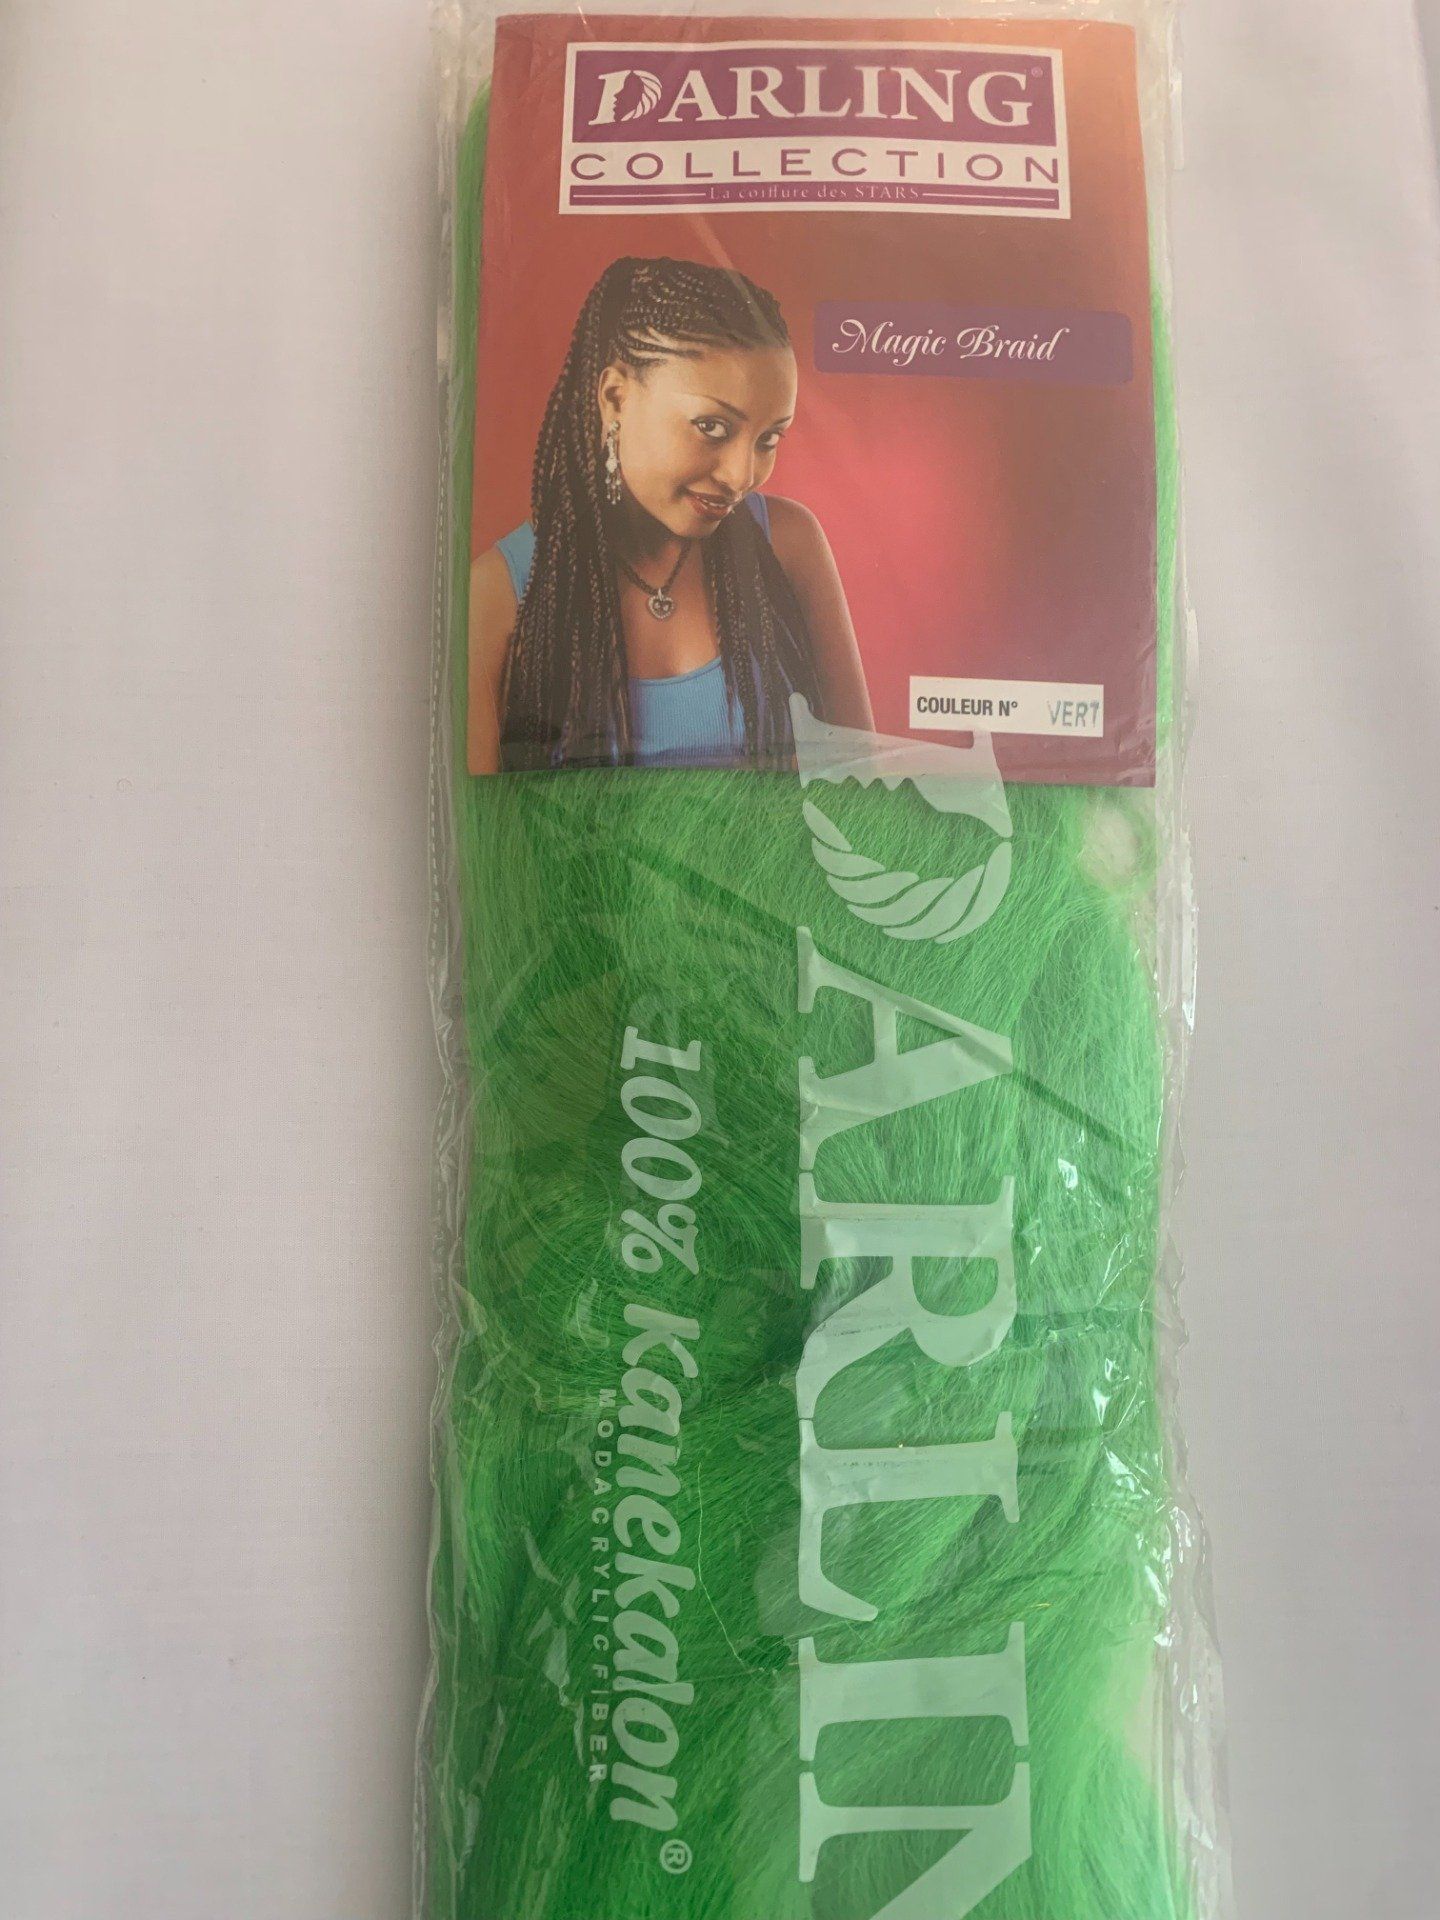 DARLING®
COLLECTION
La coiffure des STARS
Magic Braid
COULEUR N° VERT
DARLIN
100% Kanekalon®
MODACRYLIC FIBER